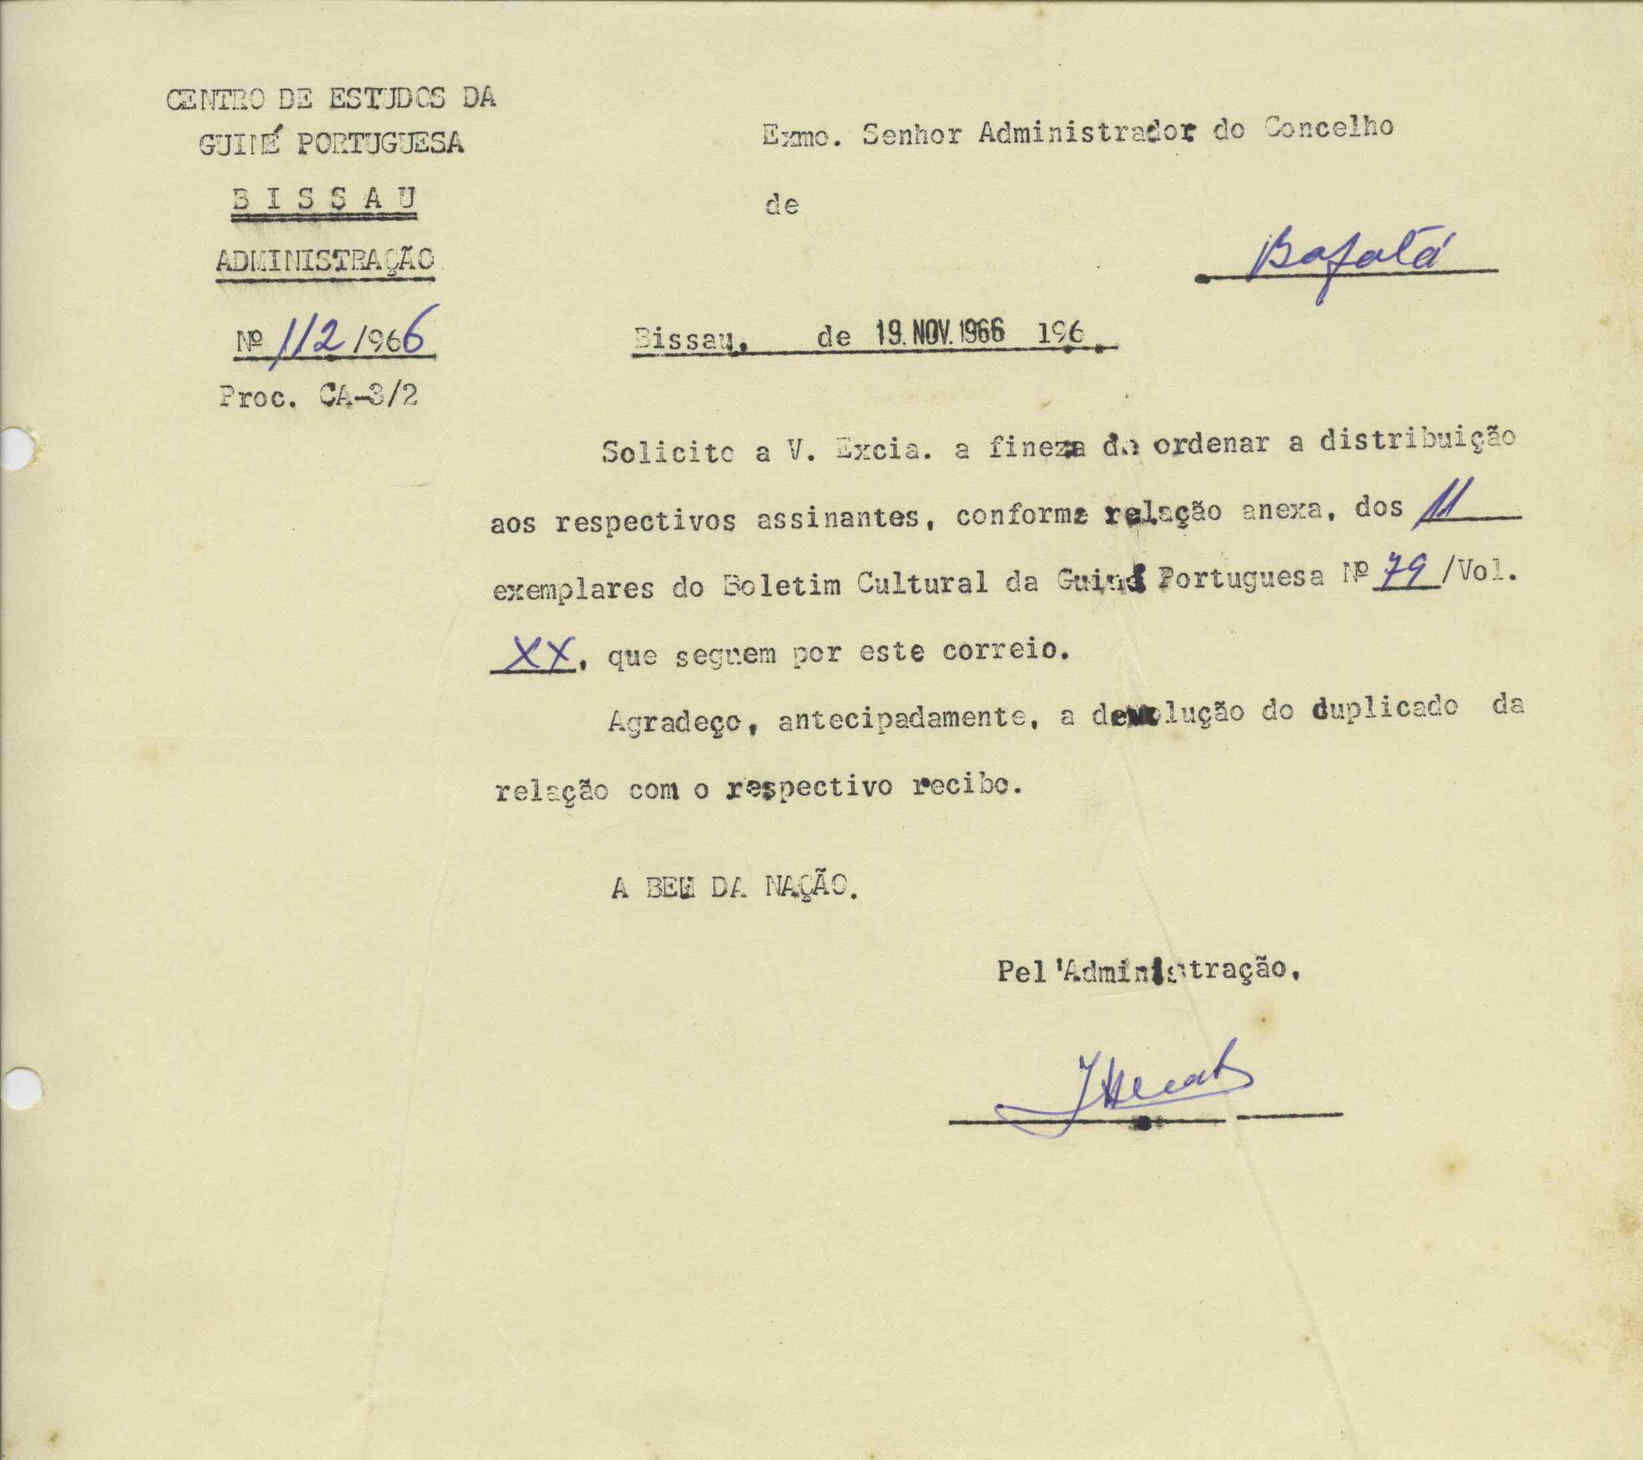 CENTRO DE ESTUDOS DA
GUINÉ PORTUGUESA
B I S S A U
ADMINISTRAÇÃO
Nº 112/1966
Proc. CA-3/2
Exmo. Senhor Administrador do Concelho
de
Bafatá
Bissau, de 19. NOV. 1966 196 .
Solicito a V. Excia. a fineza de ordenar a distribuição
aos respectivos assinantes, conforme relação anexa, dos 11
exemplares do Boletim Cultural da Guiné Portuguesa Nº 79/Vol.
XX, que seguem por este correio.
Agradeço, antecipadamente, a devolução do duplicado da
relação com o respectivo recibo.
A BEM DA NAÇÃO.
Pel'Administração,